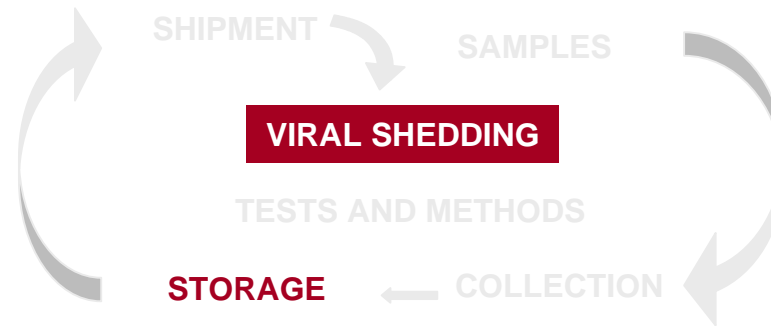 SHIPMENT
SAMPLES
VIRAL SHEDDING
TESTS AND METHODS
STORAGE
COLLECTION